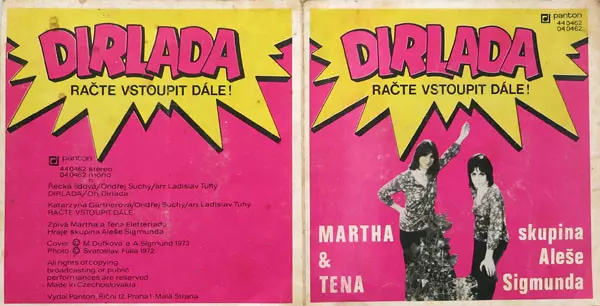 DIRLADA
RAČTE VSTOUPIT DÁLE!
panton
44 0462 stereo
04 0462 mono
Řecká lidová/Ondřej Suchý/arr Ladislav Tuhý
DIRLADA/Oh, Dirlada
Katarzyna Gärtnerová/Ondřej Suchý/arr Ladislav Tuhý
RAČTE VSTOUPIT DÁLE
Zpívá Martha a Tena Elefteriadu
Hraje skupina Aleše Sigmunda
Cover © M. Dufková a A. Sigmund 1973
Photo © Svatoslav Fiala 1972
All rights of copying
broadcasting or public
performances are reserved
Made in Czechoslovakia
Vydal Panton, Říční 12, Praha 1-Malá Strana
panton
44 0462
04 0462
DIRLADA
RAČTE VSTOUPIT DÁLE!
MARTHA
&
TENA
skupina
Aleše
Sigmunda